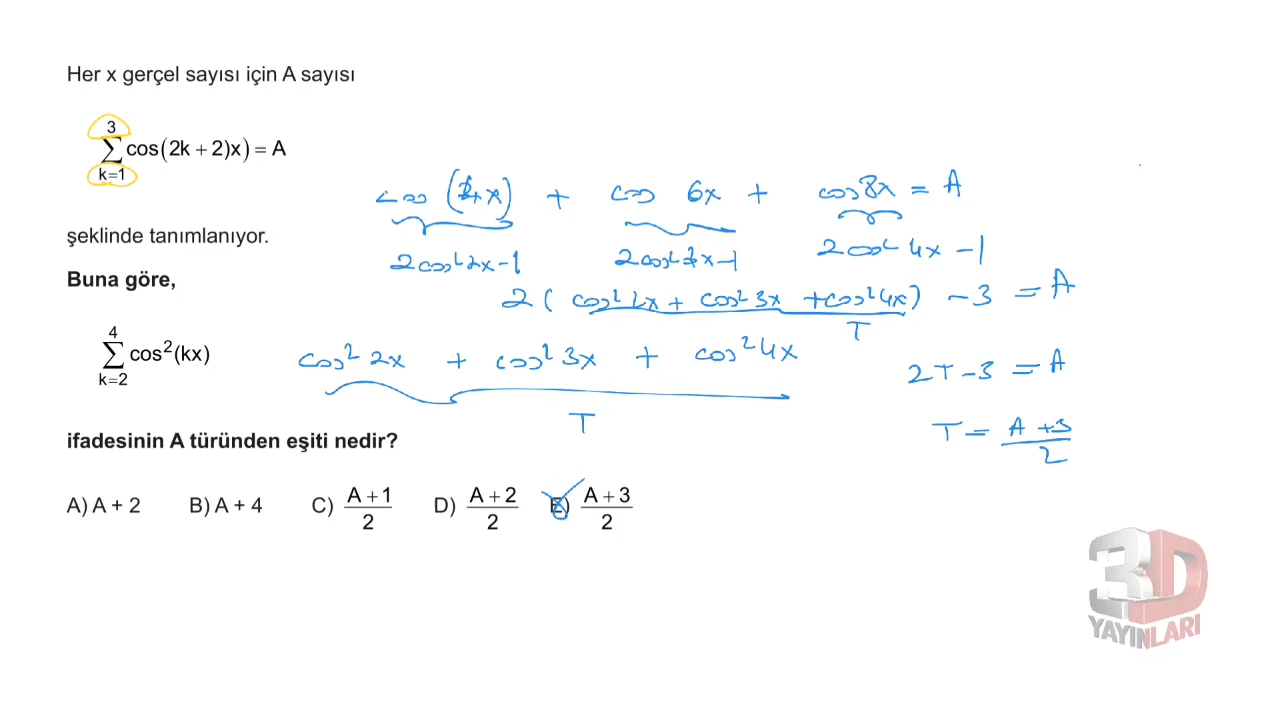 Her x gerçel sayısı için A sayısı
3
∑ cos(2k + 2)x) = A
k=1
cos (4x) + cos 6x + cos 8x = A
şeklinde tanımlanıyor.
2cos²2x-1 2cos²3x-1 2cos²4x-1
Buna göre,
2(cos²2x + cos²3x +cos²4x) -3 = A
T
4
∑ cos²(kx)
k=2
cos²2x + cos²3x + cos²4x
2T-3 = A
T
T = A+3
2
ifadesinin A türünden eşiti nedir?
A) A + 2 B) A + 4 C) A+1/2 D) A+2/2 E) A+3/2
3D
YAYINLARI